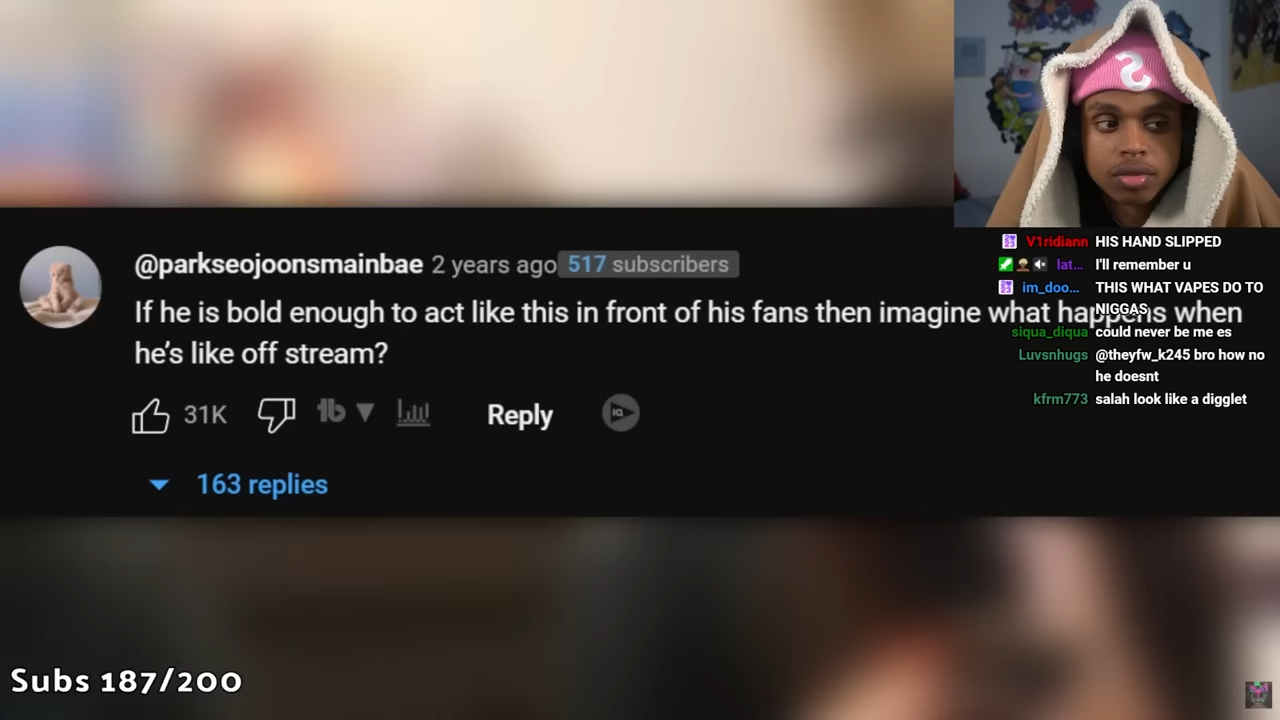 @parkseojoonsmainbae 2 years ago 517 subscribers
If he is bold enough to act like this in front of his fans then imagine what happens when
he's like off stream?
31K
Reply
IQ
163 replies
S
V1ridiann HIS HAND SLIPPED
lat... I'll remember u
im_doo... THIS WHAT VAPES DO TO
NIGGAS
siqua_diqua could never be me es
Luvsnhugs @theyfw_k245 bro how no
he doesnt
kfrm773 salah look like a digglet
Subs 187/200